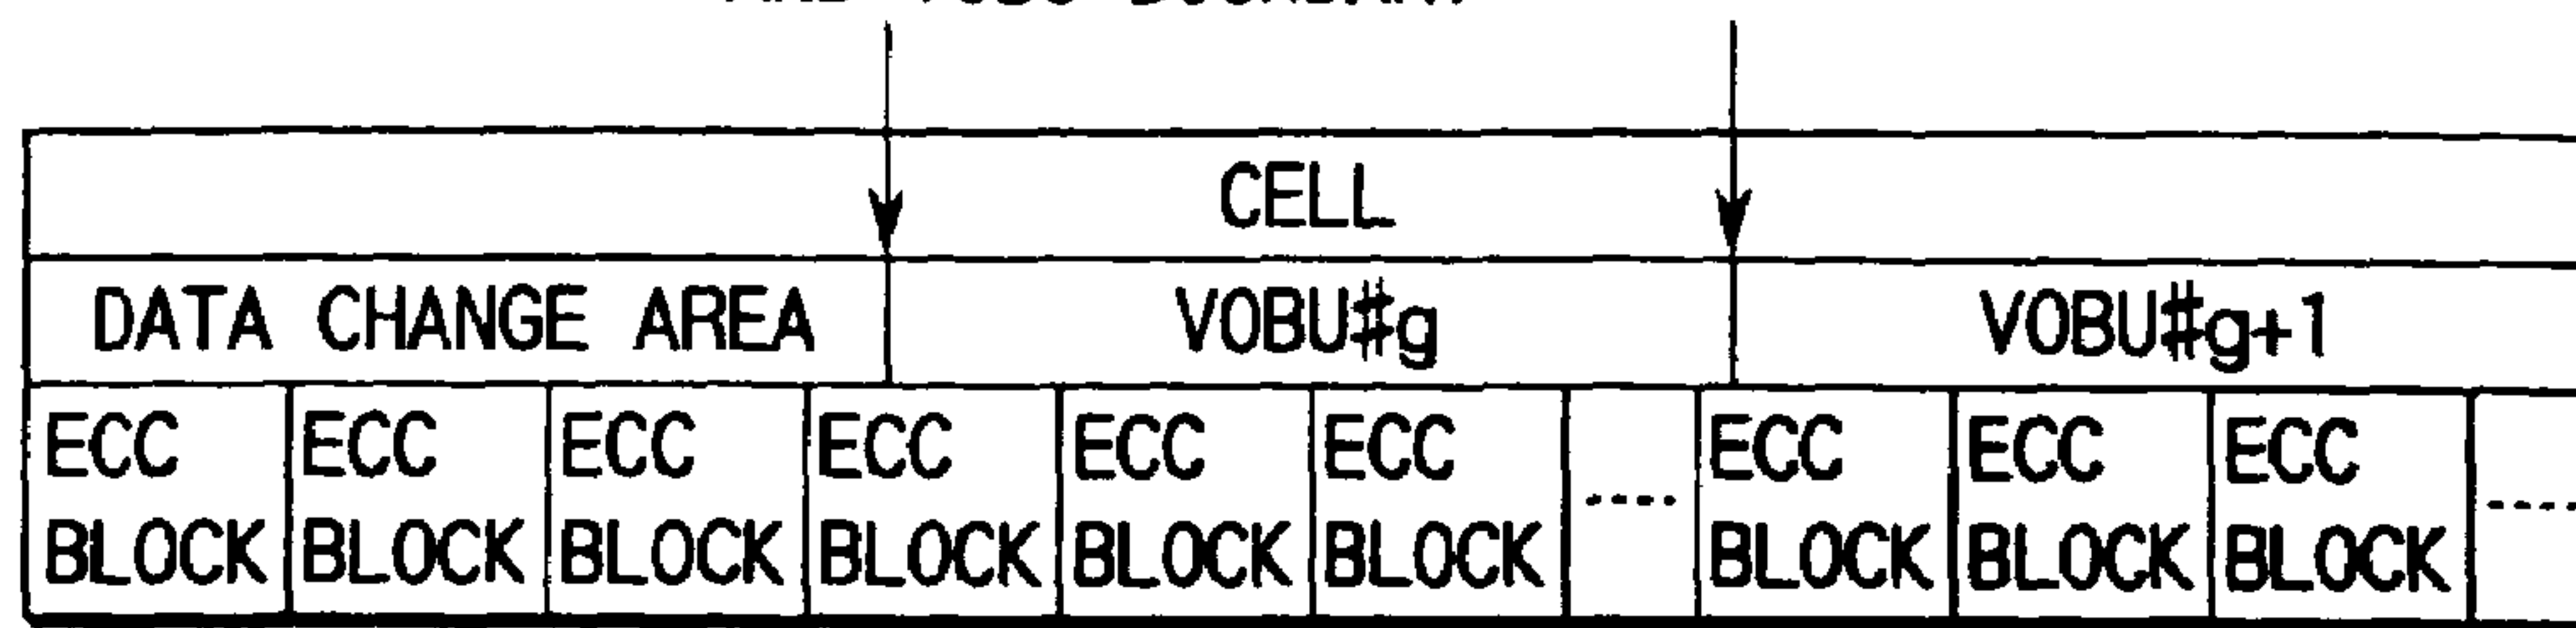 CELL
DATA CHANGE AREA VOBU#g VOBU#g+1
ECC ECC ECC ECC ECC ECC ECC ECC ECC
BLOCK BLOCK BLOCK BLOCK BLOCK BLOCK ---- BLOCK BLOCK BLOCK ----